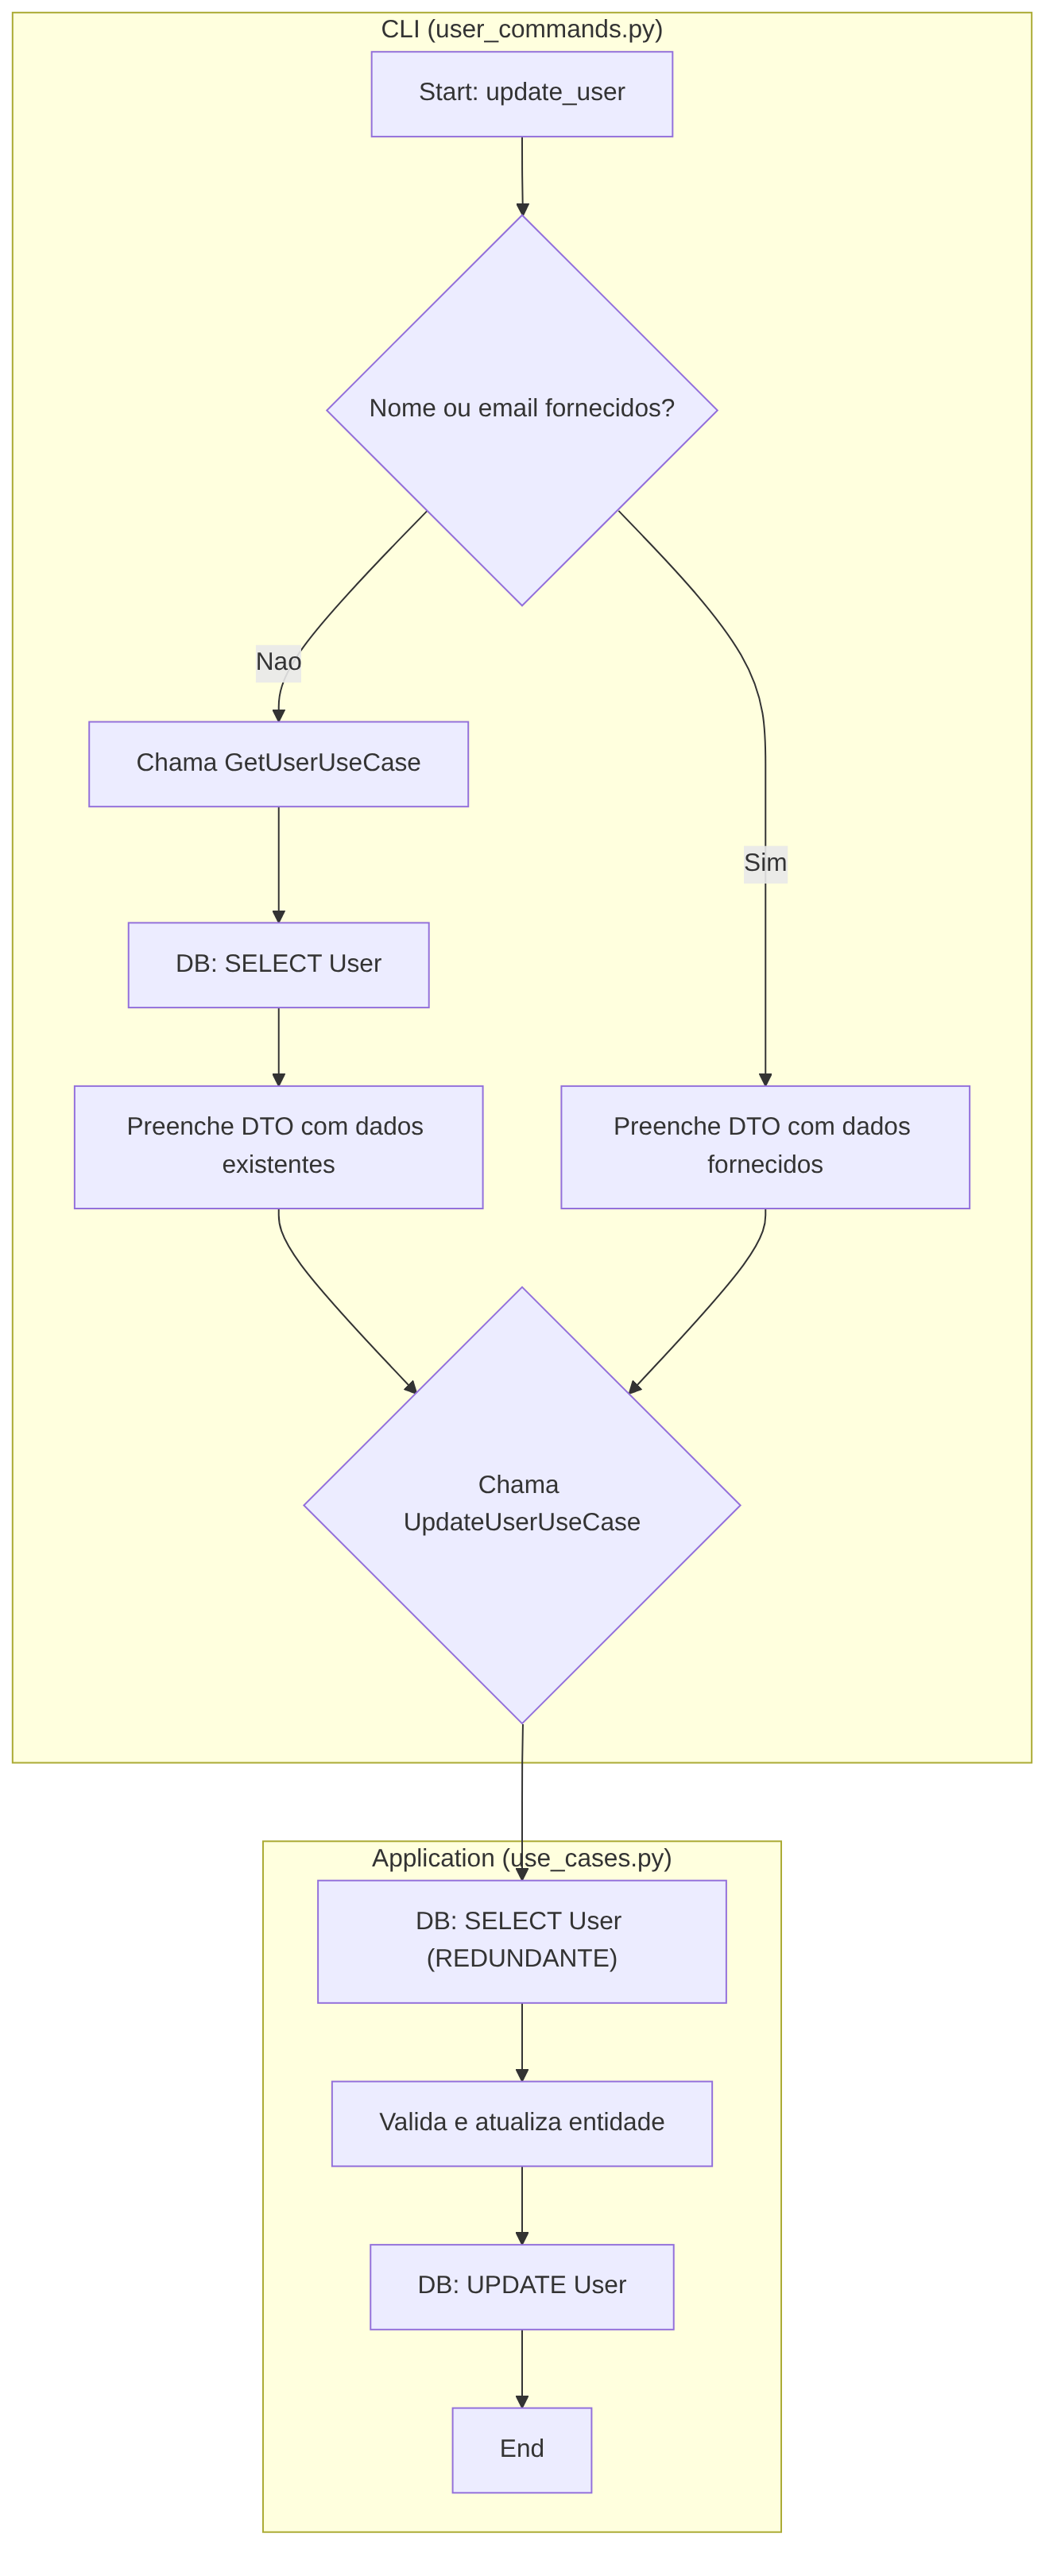 CLI (user_commands.py)
Start: update_user
Nome ou email fornecidos?
Nao
Chama GetUserUseCase
Sim
DB: SELECT User
Preenche DTO com dados
existentes
Preenche DTO com dados
fornecidos
Chama
UpdateUserUseCase
Application (use_cases.py)
DB: SELECT User
(REDUNDANTE)
Valida e atualiza entidade
DB: UPDATE User
End